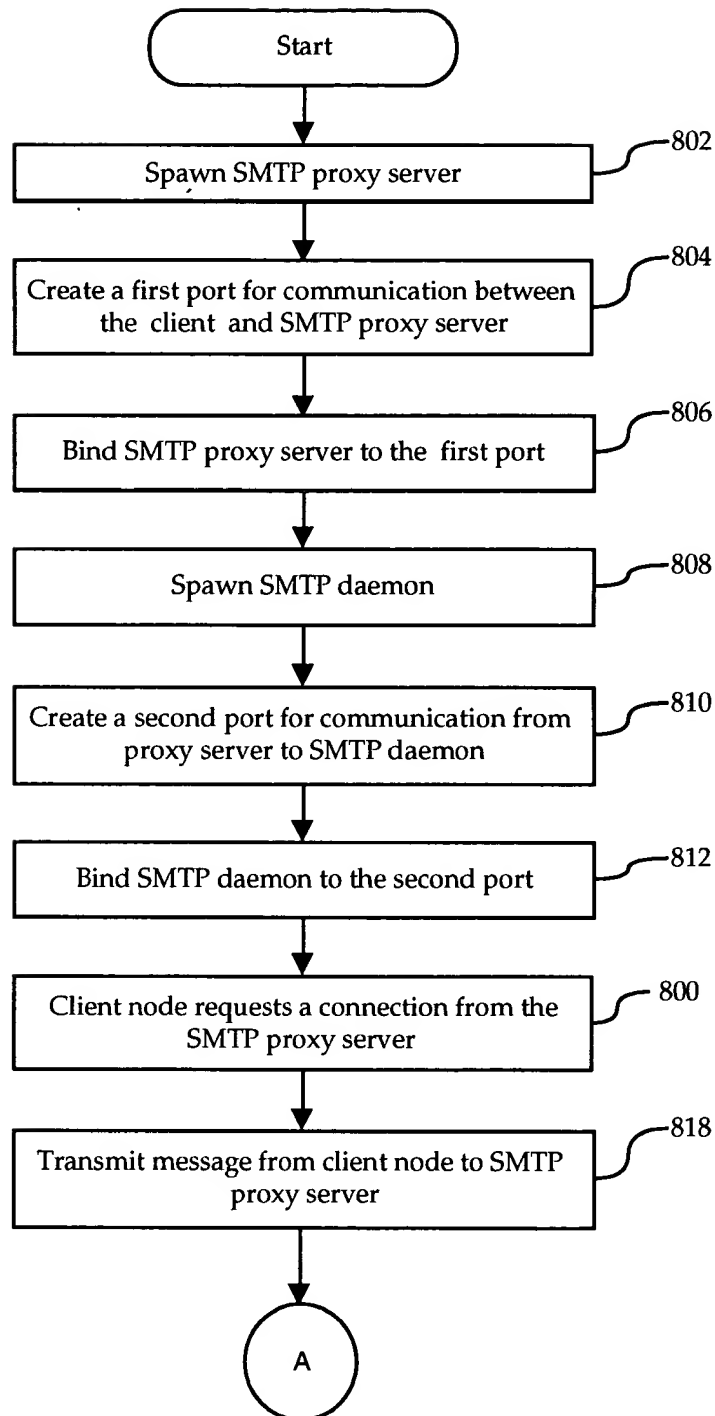 Start
Spawn SMTP proxy server
802
Create a first port for communication between
the client and SMTP proxy server
804
Bind SMTP proxy server to the first port
806
Spawn SMTP daemon
808
Create a second port for communication from
proxy server to SMTP daemon
810
Bind SMTP daemon to the second port
812
Client node requests a connection from the
SMTP proxy server
800
Transmit message from client node to SMTP
proxy server
818
A